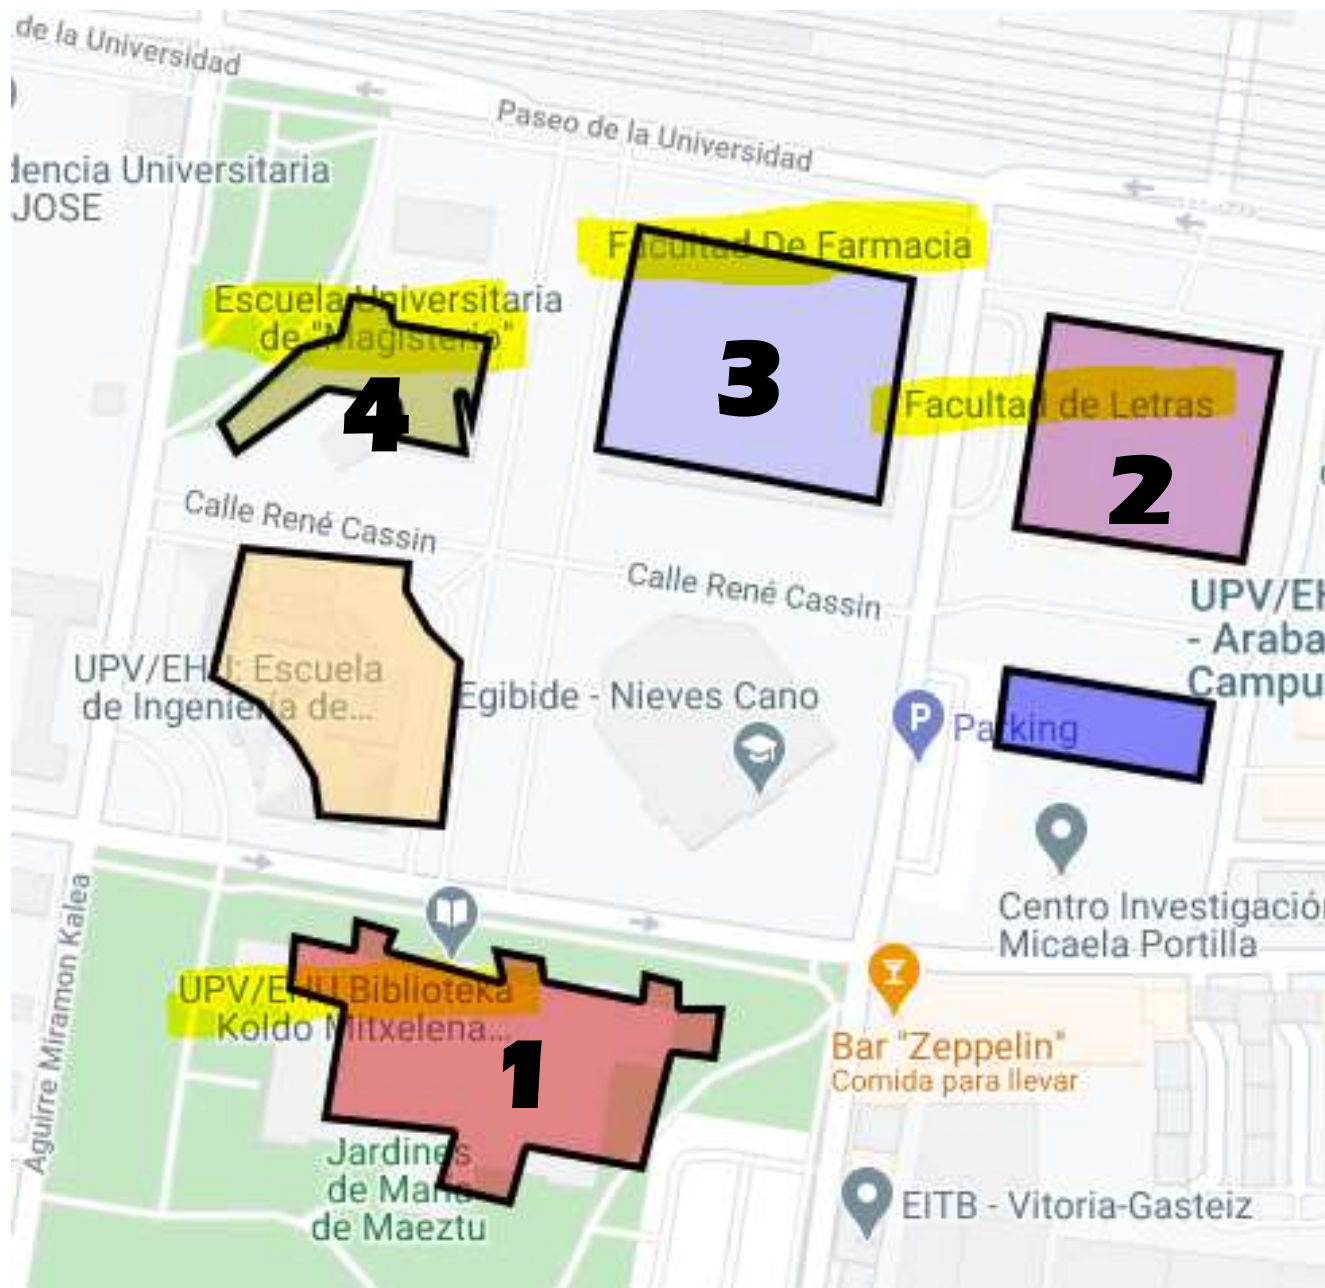 de la Universidad
Paseo de la Universidad
dencia Universitaria
JOSE
Facultad De Farmacia
Escuela Universitaria
de "Magisterio"
3
4
Facultad de Letras
2
Calle René Cassin
Calle René Cassin
UPV/EH
- Araba
Campu
UPV/EHU: Escuela
de Ingeniería de...
Egibide - Nieves Cano
P
Parking
Centro Investigació
Micaela Portilla
Aguirre Miramon Kalea
UPV/EHU Biblioteka
Koldo Mitxelena...
1
Bar "Zeppelin"
Comida para llevar
Jardines
de María
de Maeztu
EITB - Vitoria-Gasteiz